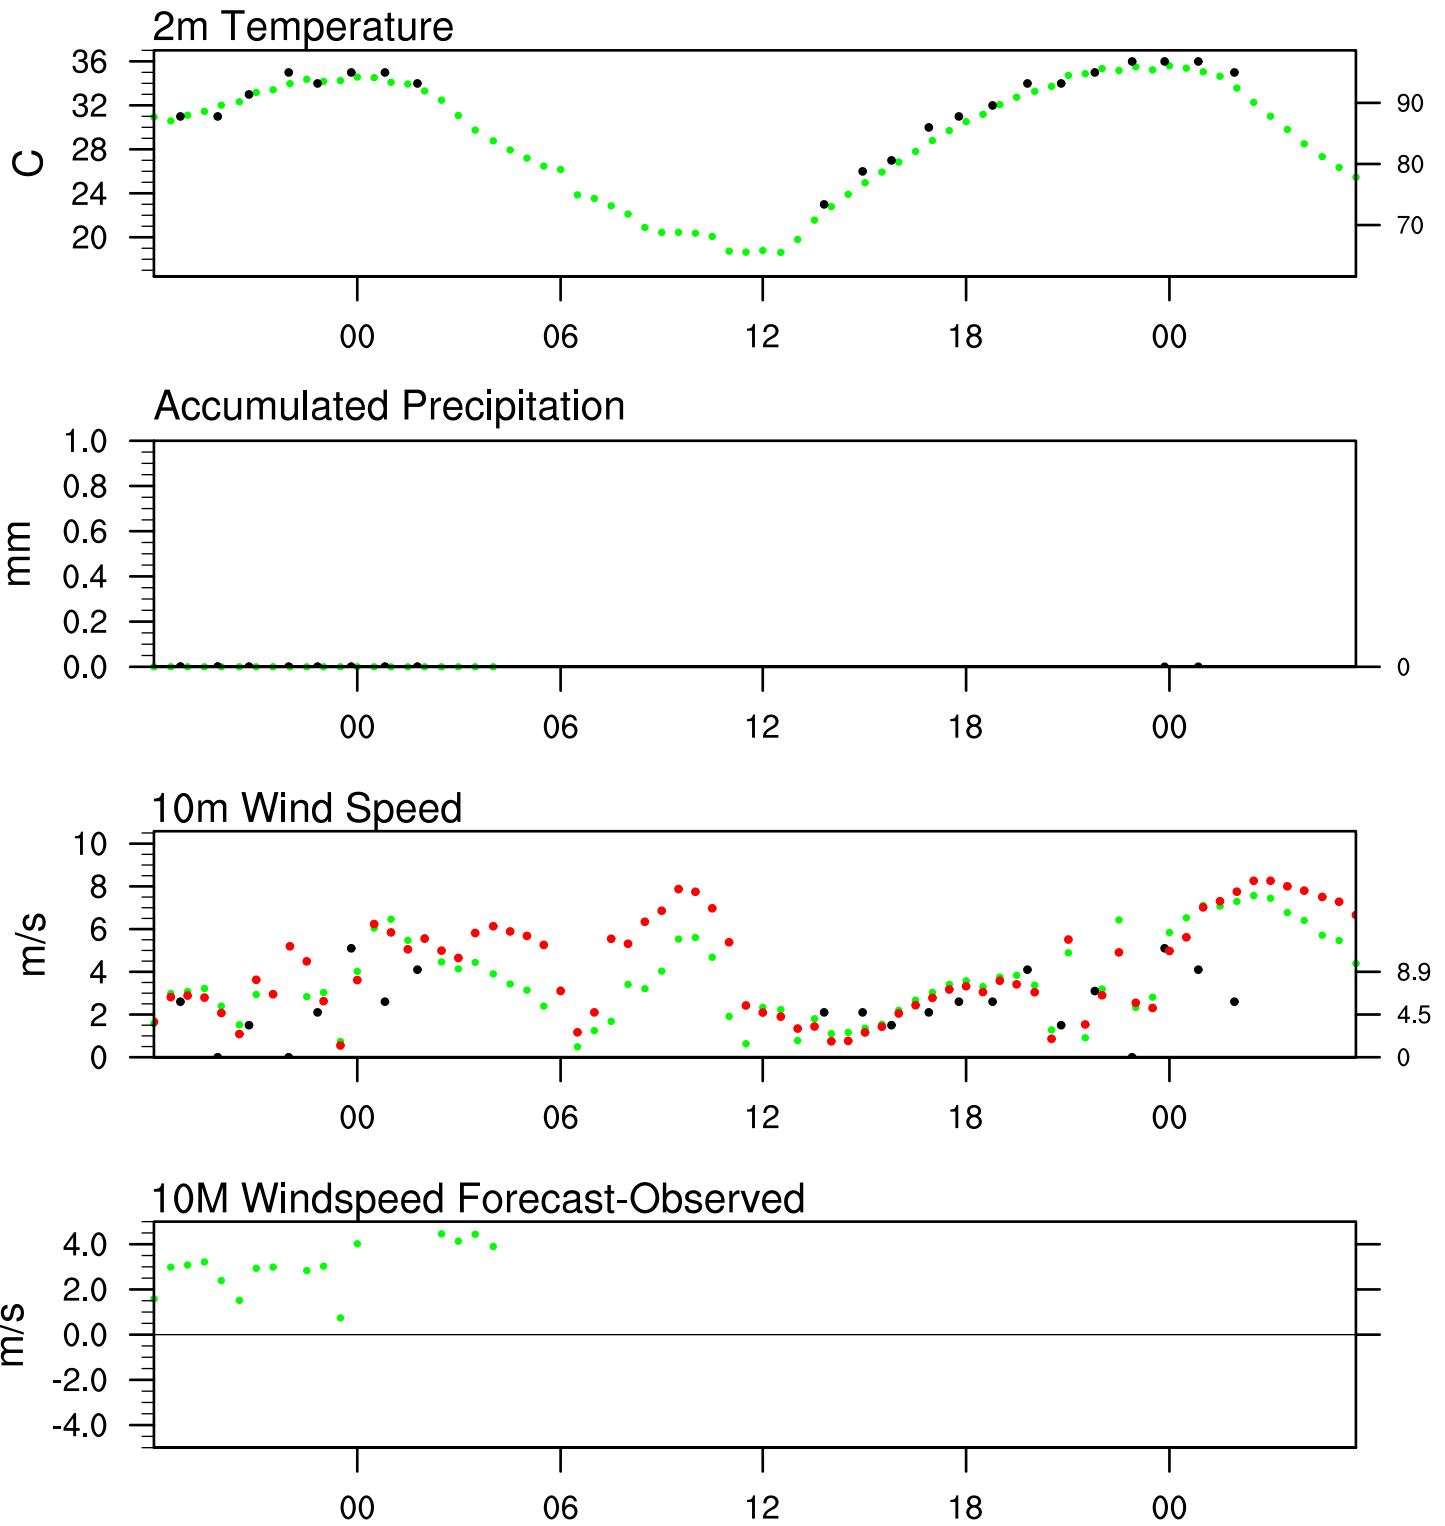 2m Temperature
36
32
28
24
20
C
90
80
70
00 06 12 18 00
Accumulated Precipitation
1.0
0.8
0.6
0.4
0.2
0.0
mm
0
00 06 12 18 00
10m Wind Speed
10
8
6
4
2
0
m/s
8.9
4.5
0
00 06 12 18 00
10M Windspeed Forecast-Observed
4.0
2.0
0.0
-2.0
-4.0
m/s
00 06 12 18 00